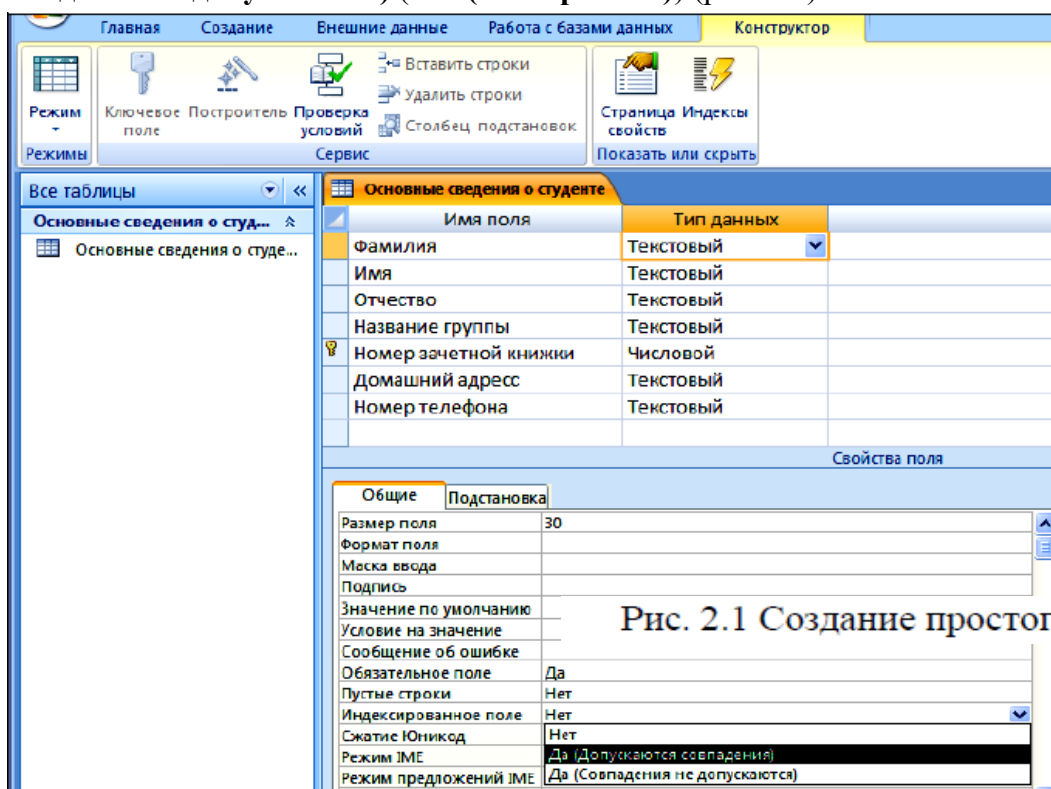 Главная Создание Внешние данные Работа с базами данных Конструктор
Режим
Ключевое поле
Построитель
Проверка условий
Вставить строки
Удалить строки
Столбец подстановок
Страница свойств
Индексы
Режимы Сервис Показать или скрыть
Все таблицы
Основные сведения о студ...
Основные сведения о студе...
Основные сведения о студенте
Имя поля Тип данных
Фамилия Текстовый
Имя Текстовый
Отчество Текстовый
Название группы Текстовый
Номер зачетной книжки Числовой
Домашний адресс Текстовый
Номер телефона Текстовый
Свойства поля
Общие Подстановка
Размер поля 30
Формат поля
Маска ввода
Подпись
Значение по умолчанию
Рис. 2.1 Создание простог
Условие на значение
Сообщение об ошибке
Обязательное поле Да
Пустые строки Нет
Индексированное поле Нет
Сжатие Юникод Нет
Режим IME Да (Допускаются совпадения)
Режим предложений IME Да (Совпадения не допускаются)